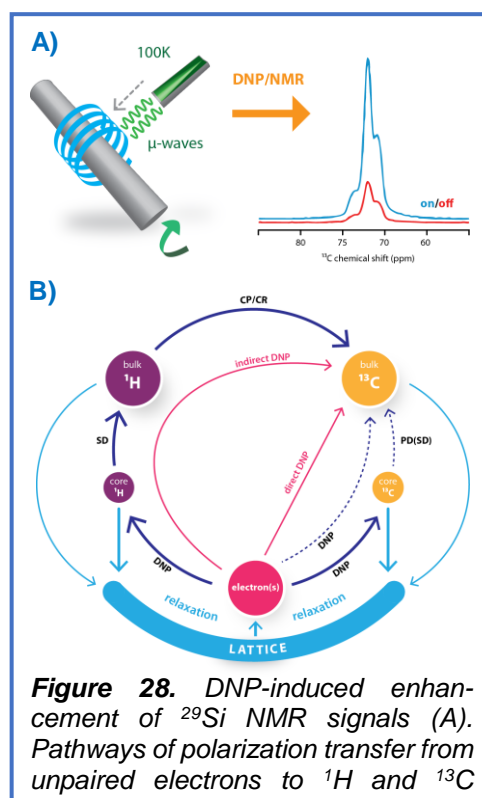 A)
100K
μ-waves
DNP/NMR
on/off
80 75 70 65 60
¹³C chemical shift (ppm)
B)
CP/CR
bulk
¹H
indirect DNP
bulk
¹³C
SD
direct DNP
PD(SD)
core
¹H
core
¹³C
DNP
DNP
DNP
electron(s)
relaxation
relaxation
LATTICE
Figure 28. DNP-induced enhan-
cement of ²⁹Si NMR signals (A).
Pathways of polarization transfer from
unpaired electrons to ¹H and ¹³C